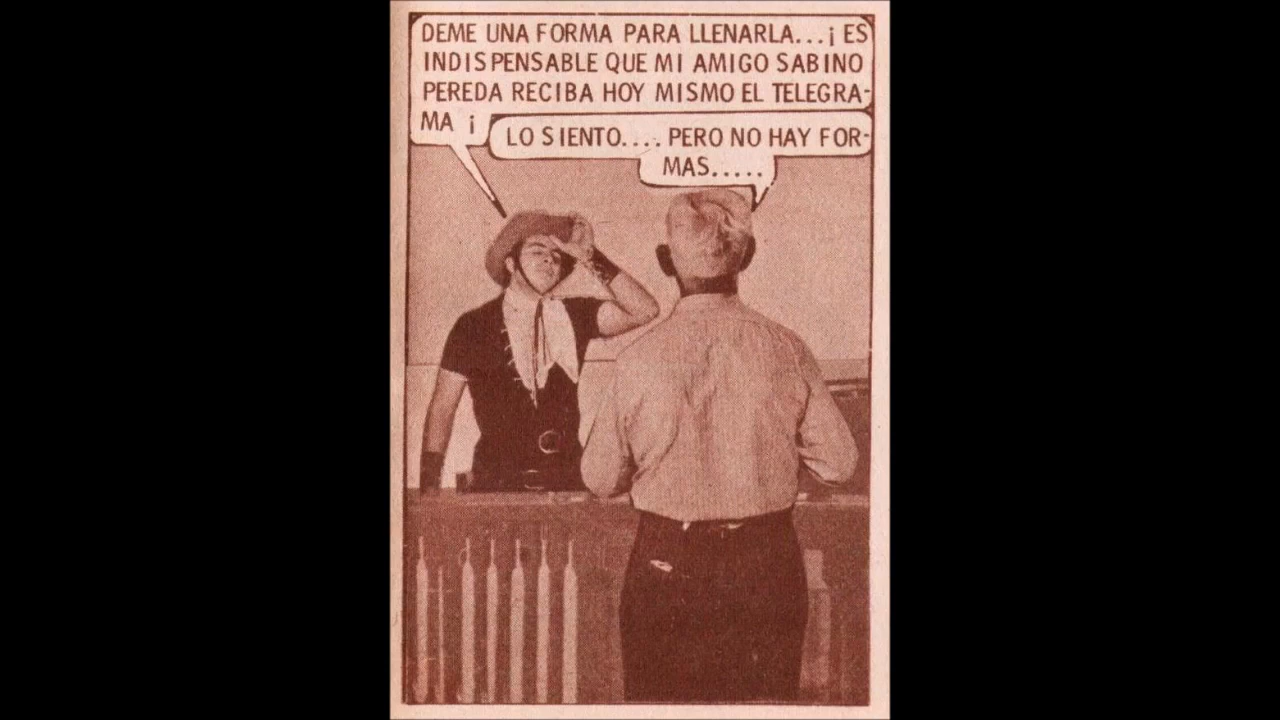 DEME UNA FORMA PARA LLENARLA...¡ES
INDISPENSABLE QUE MI AMIGO SABINO
PEREDA RECIBA HOY MISMO EL TELEGRA-
MA ¡
LO SIENTO.... PERO NO HAY FOR-
MAS.....